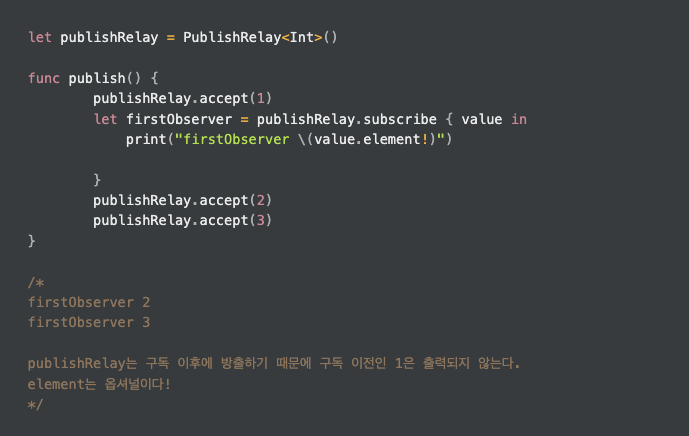 let publishRelay = PublishRelay<Int>()
func publish() {
publishRelay.accept(1)
let firstObserver = publishRelay.subscribe { value in
print("firstObserver \(value.element!)")
}
publishRelay.accept(2)
publishRelay.accept(3)
}
/*
firstObserver 2
firstObserver 3
publishRelay는 구독 이후에 방출하기 때문에 구독 이전인 1은 출력되지 않는다.
element는 옵셔널이다!
*/